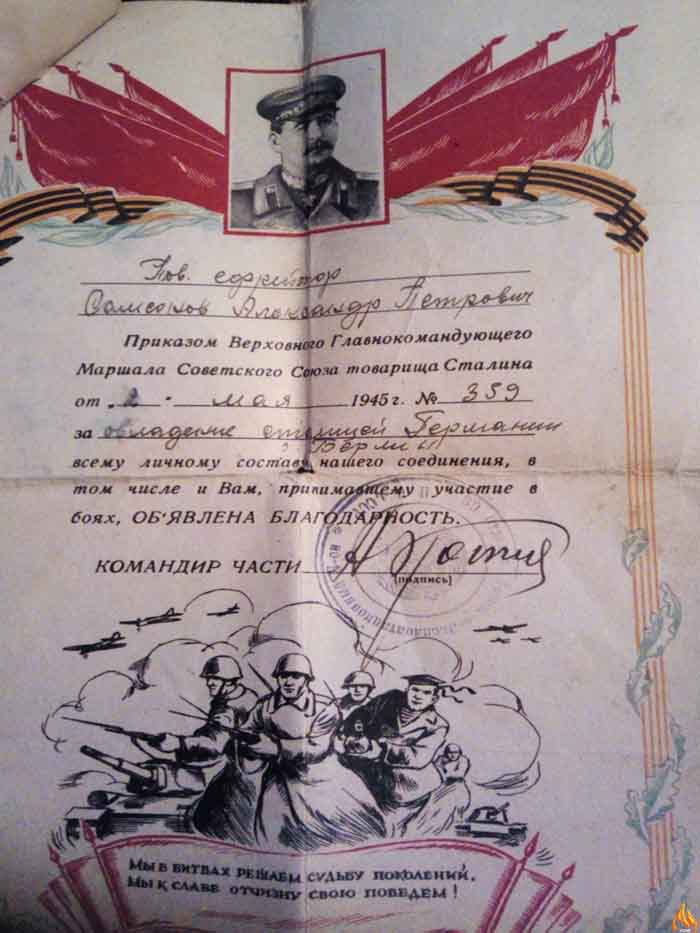 Тов. ефрейтор
Самсонов Александр Петрович
Приказом Верховного Главнокомандующего
Маршала Советского Союза товарища Сталина
от „2 " мая 1945 г. № 359
за овладение столицей Германии
Берлин
всему личному составу нашего соединения, в
том числе и Вам, принимавшему участие в
боях, ОБ'ЯВЛЕНА БЛАГОДАРНОСТЬ.
КОМАНДИР ЧАСТИ
(подпись)
МЫ В БИТВАХ РЕШАЕМ СУДЬБУ ПОКОЛЕНИЙ,
МЫ К СЛАВЕ ОТЧИЗНУ СВОЮ ПОВЕДЕМ!